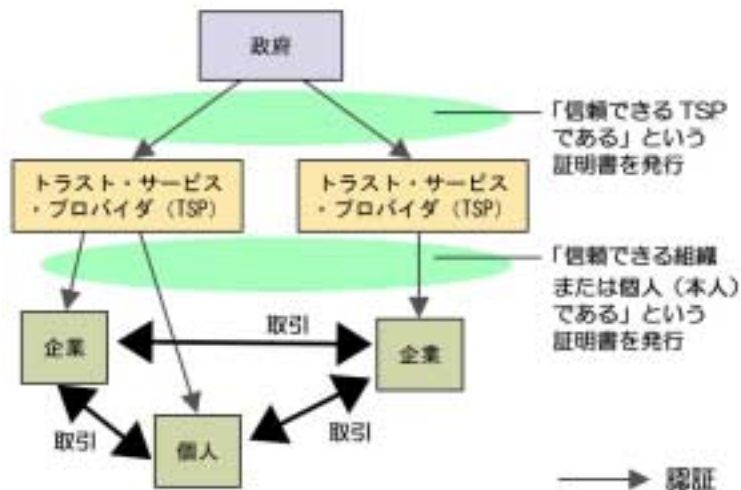 政府
「信頼できる TSP
である」という
証明書を発行
トラスト・サービス
・プロバイダ（TSP）
トラスト・サービス
・プロバイダ（TSP）
「信頼できる組織
または個人（本人）
である」という
証明書を発行
取引
企業
企業
取引
取引
個人
認証